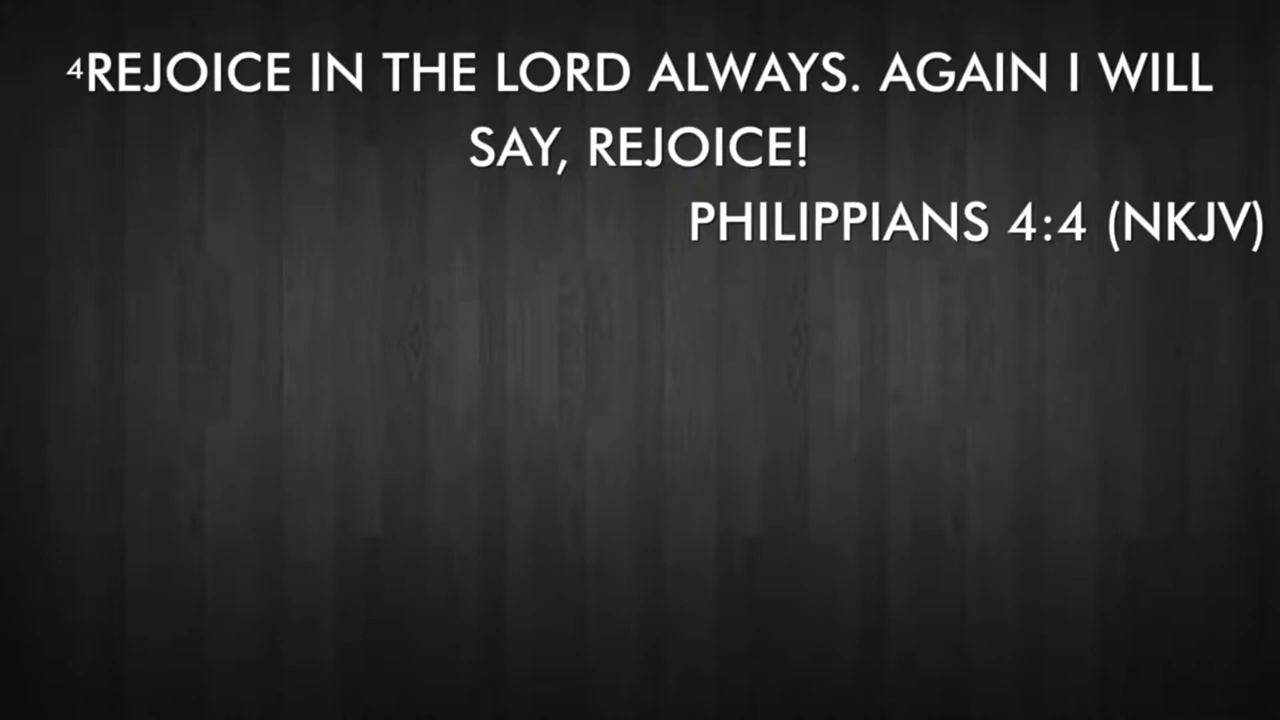 ⁴REJOICE IN THE LORD ALWAYS. AGAIN I WILL
SAY, REJOICE!
PHILIPPIANS 4:4 (NKJV)